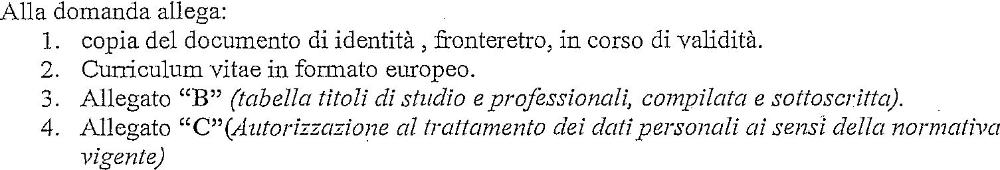 Alla domanda allega:
1. copia del documento di identità , fronteretro, in corso di validità.
2. Curriculum vitae in formato europeo.
3. Allegato “B” (tabella titoli di studio e professionali, compilata e sottoscritta).
4. Allegato “C”(Autorizzazione al trattamento dei dati personali ai sensi della normativa
vigente)